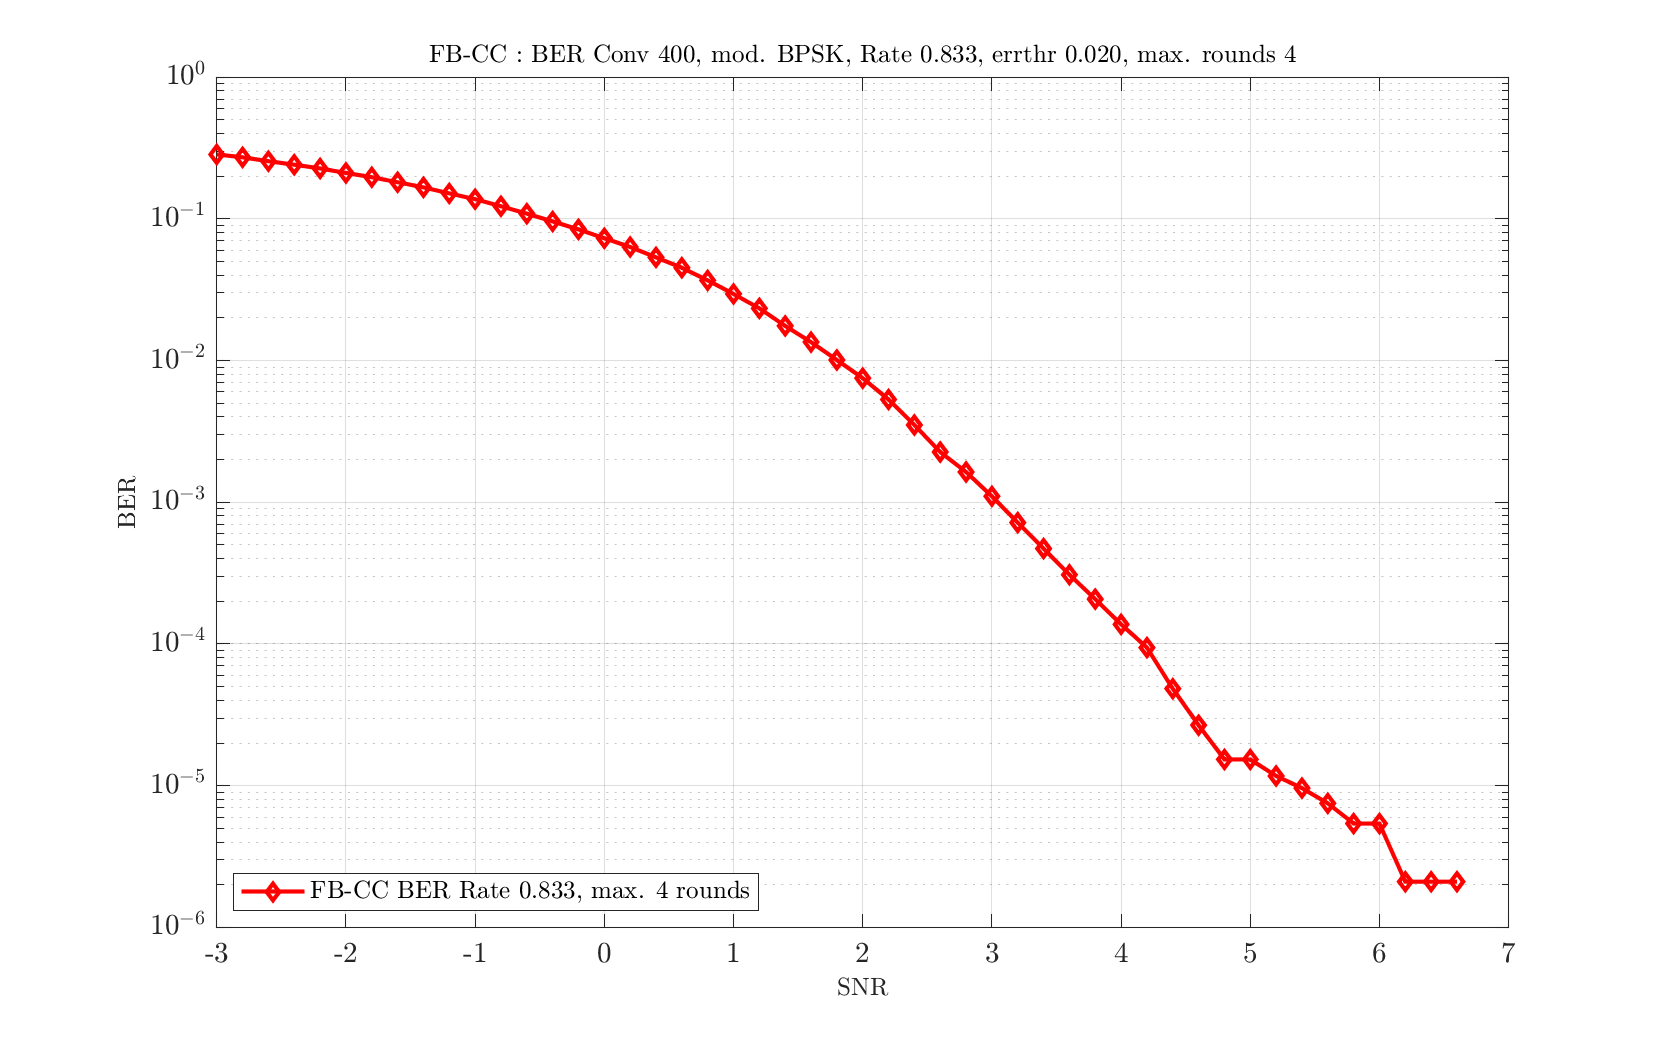 FB-CC : BER Conv 400, mod. BPSK, Rate 0.833, errthr 0.020, max. rounds 4
10^0
10^-1
10^-2
10^-3
10^-4
10^-5
10^-6
BER
FB-CC BER Rate 0.833, max. 4 rounds
-3 -2 -1 0 1 2 3 4 5 6 7
SNR